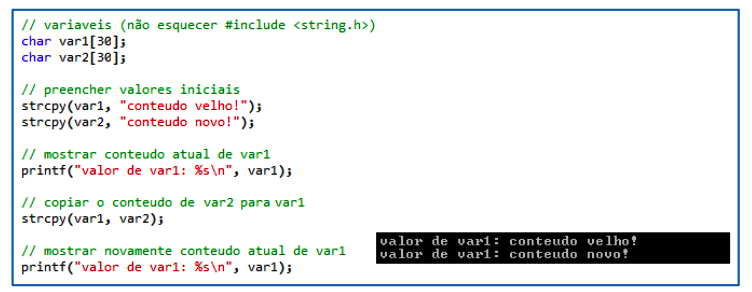 // variaveis (não esquecer #include <string.h>)
char var1[30];
char var2[30];
// preencher valores iniciais
strcpy(var1, "conteudo velho!");
strcpy(var2, "conteudo novo!");
// mostrar conteudo atual de var1
printf("valor de var1: %s\n", var1);
// copiar o conteudo de var2 para var1
strcpy(var1, var2);
// mostrar novamente conteudo atual de var1
printf("valor de var1: %s\n", var1);
valor de var1: conteudo velho!
valor de var1: conteudo novo!